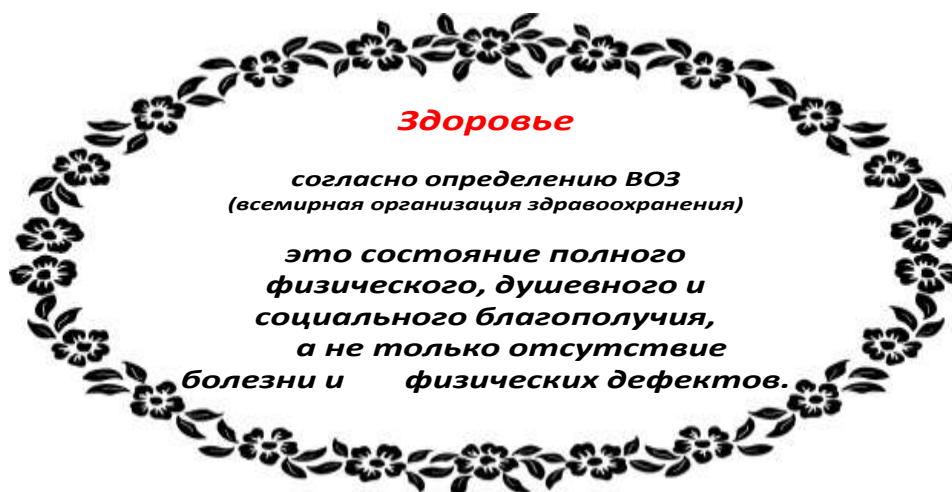 Здоровье
согласно определению ВОЗ
(всемирная организация здравоохранения)
это состояние полного
физического, душевного и
социального благополучия,
а не только отсутствие
болезни и физических дефектов.